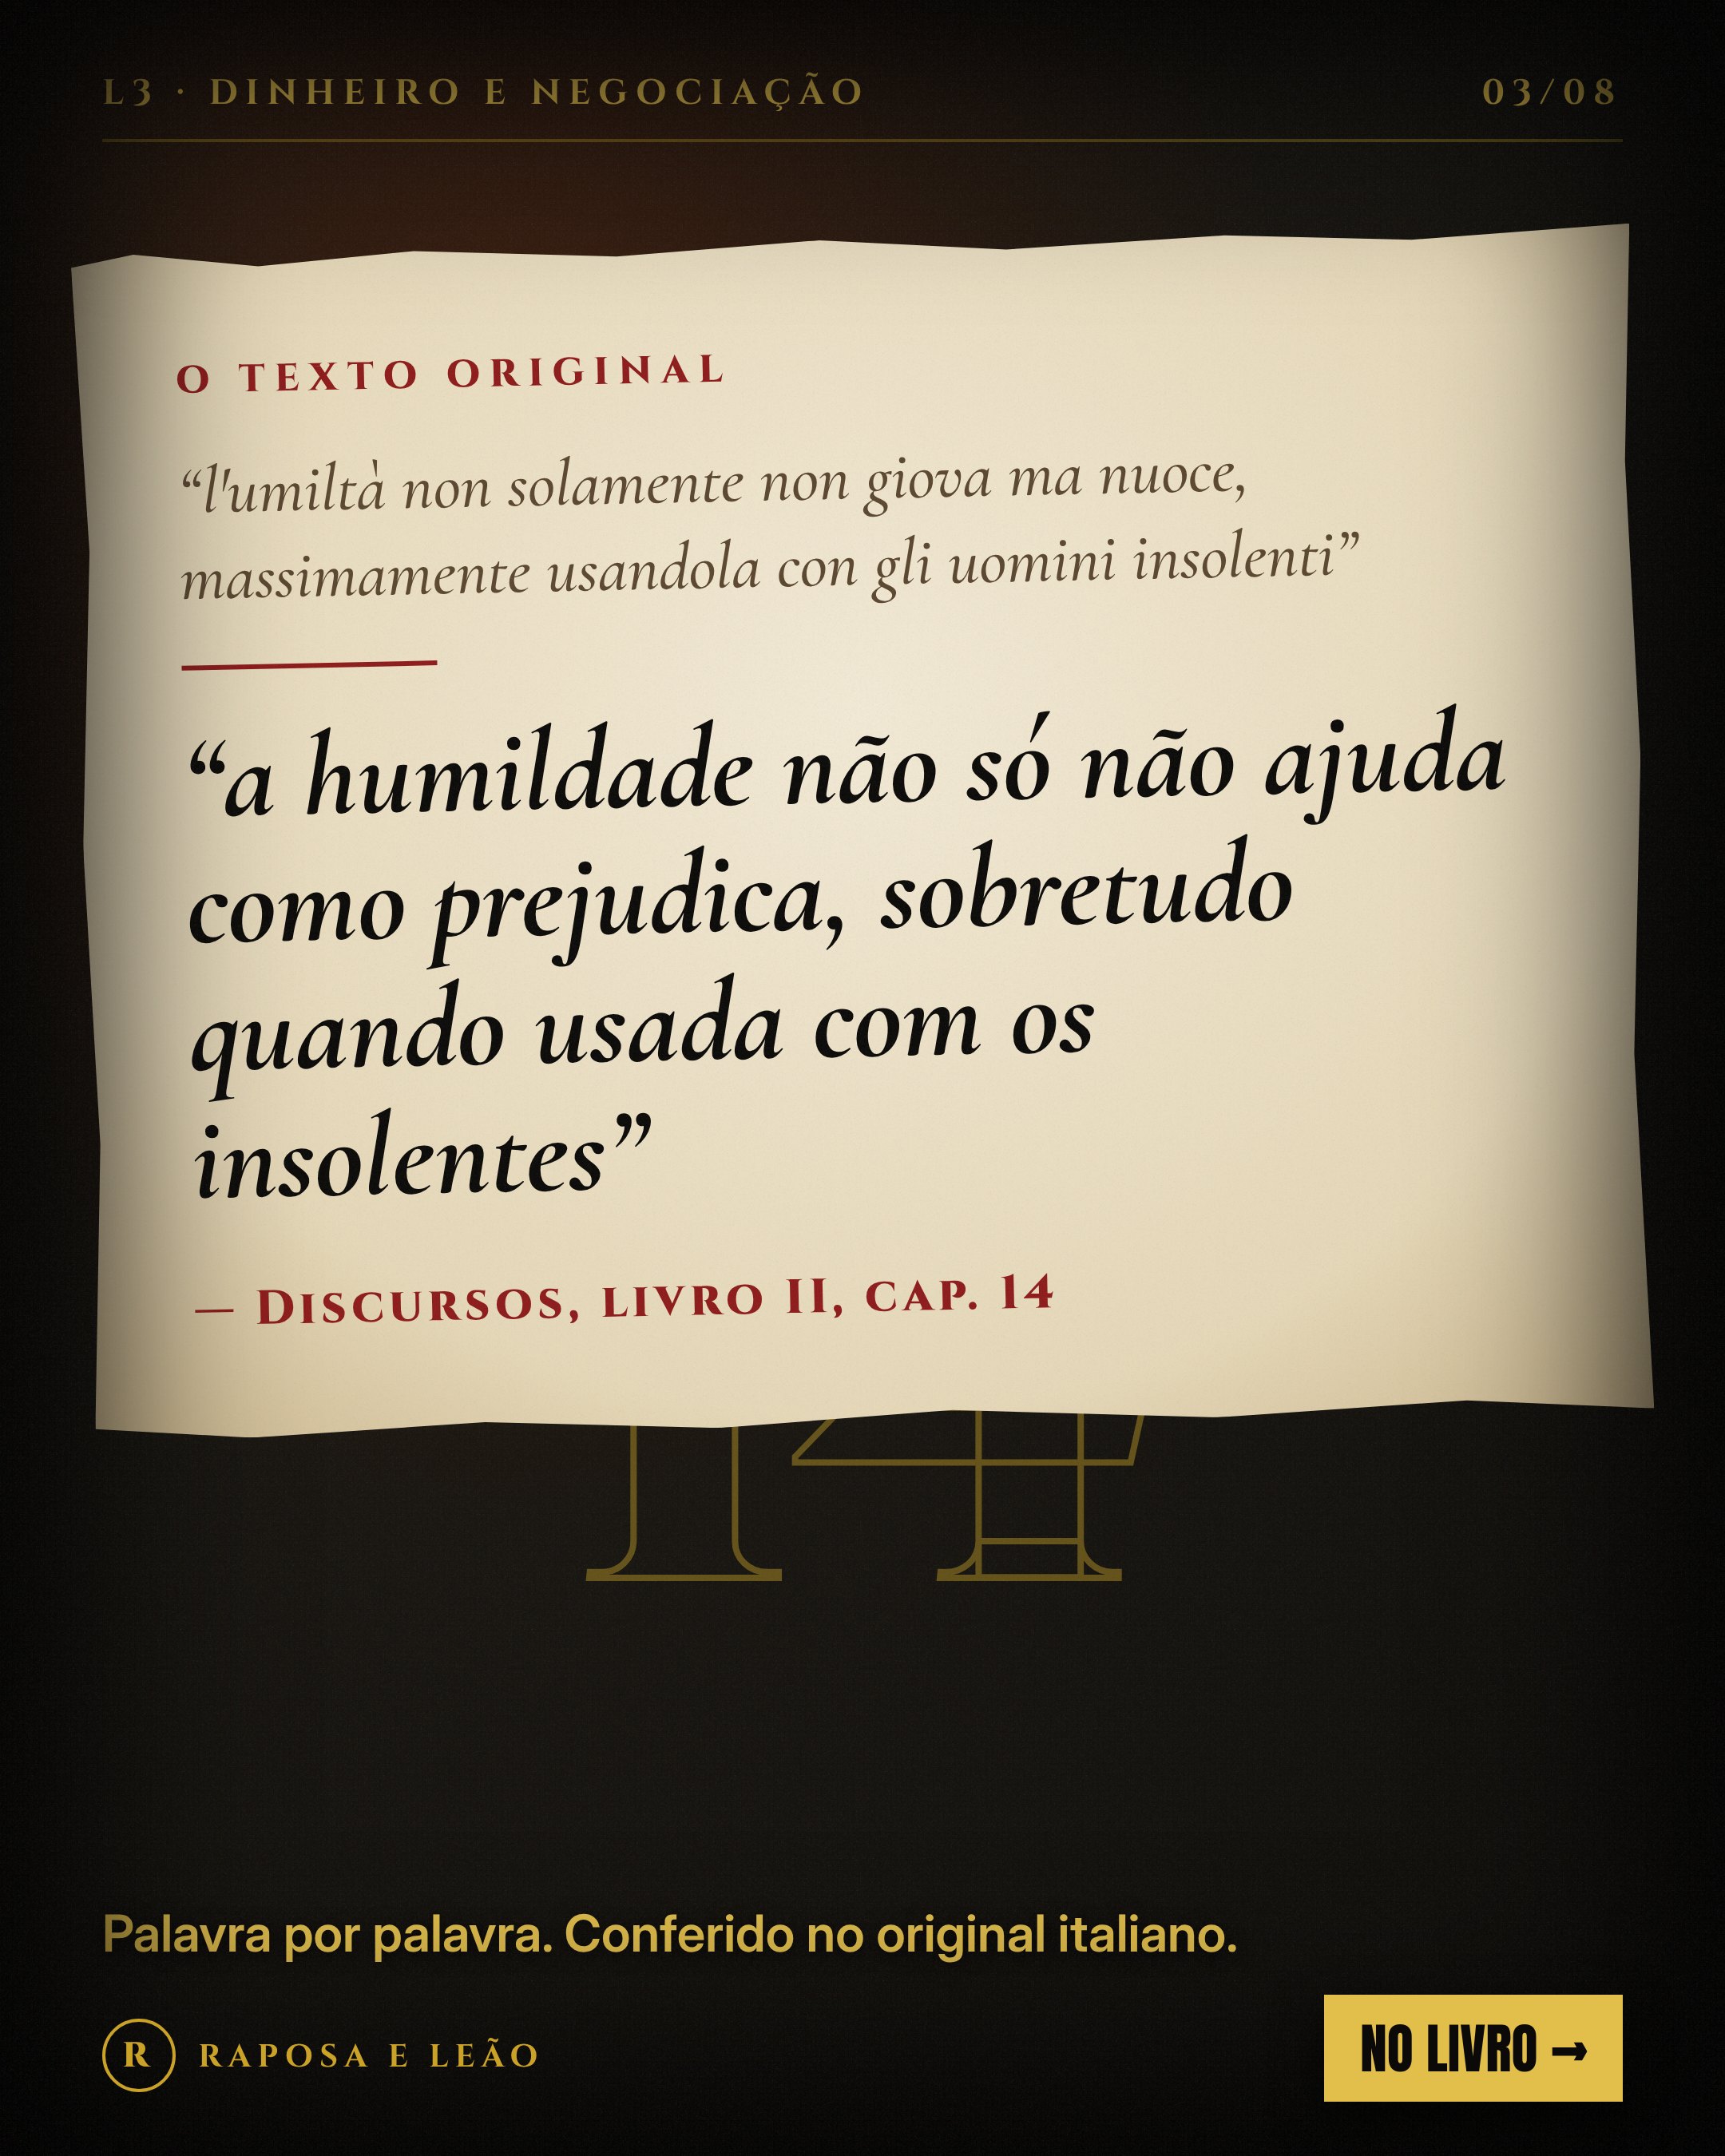 L3 · DINHEIRO E NEGOCIAÇÃO
03/08
O TEXTO ORIGINAL
“l'umiltà non solamente non giova ma nuoce,
massimamente usandola con gli uomini insolenti”
“a humildade não só não ajuda
como prejudica, sobretudo
quando usada com os
insolentes”
— DISCURSOS, LIVRO II, CAP. 14
14
Palavra por palavra. Conferido no original italiano.
R RAPOSA E LEÃO
NO LIVRO →